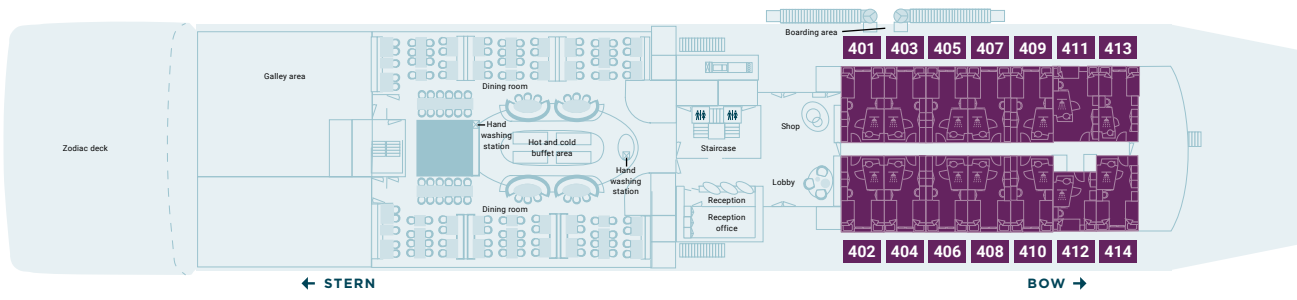 Boarding area
401 403 405 407 409 411 413
Galley area
Dining room
Hand
washing
station
Hot and cold
buffet area
Shop
Zodiac deck
Staircase
Hand
washing
station
Lobby
Reception
Dining room
Reception
office
402 404 406 408 410 412 414
← STERN
BOW →